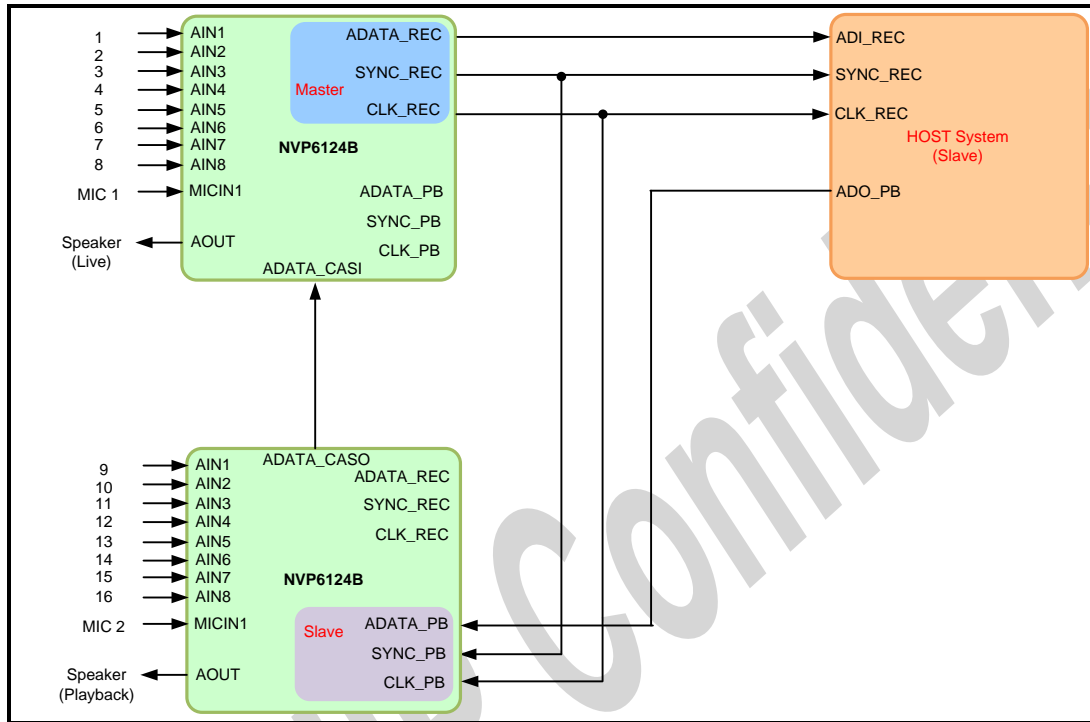 1
2
3
4
5
6
7
8
MIC 1
Speaker
(Live)
AIN1
AIN2
AIN3
AIN4
AIN5
AIN6
AIN7
AIN8
MICIN1
AOUT
Master
NVP6124B
ADATA_REC
SYNC_REC
CLK_REC
ADATA_PB
SYNC_PB
CLK_PB
ADATA_CASI
ADI_REC
SYNC_REC
CLK_REC
HOST System
(Slave)
ADO_PB
9
10
11
12
13
14
15
16
MIC 2
Speaker
(Playback)
ADATA_CASO
AIN1
AIN2
AIN3
AIN4
AIN5
AIN6
AIN7
AIN8
MICIN1
AOUT
ADATA_REC
SYNC_REC
CLK_REC
NVP6124B
Slave
ADATA_PB
SYNC_PB
CLK_PB